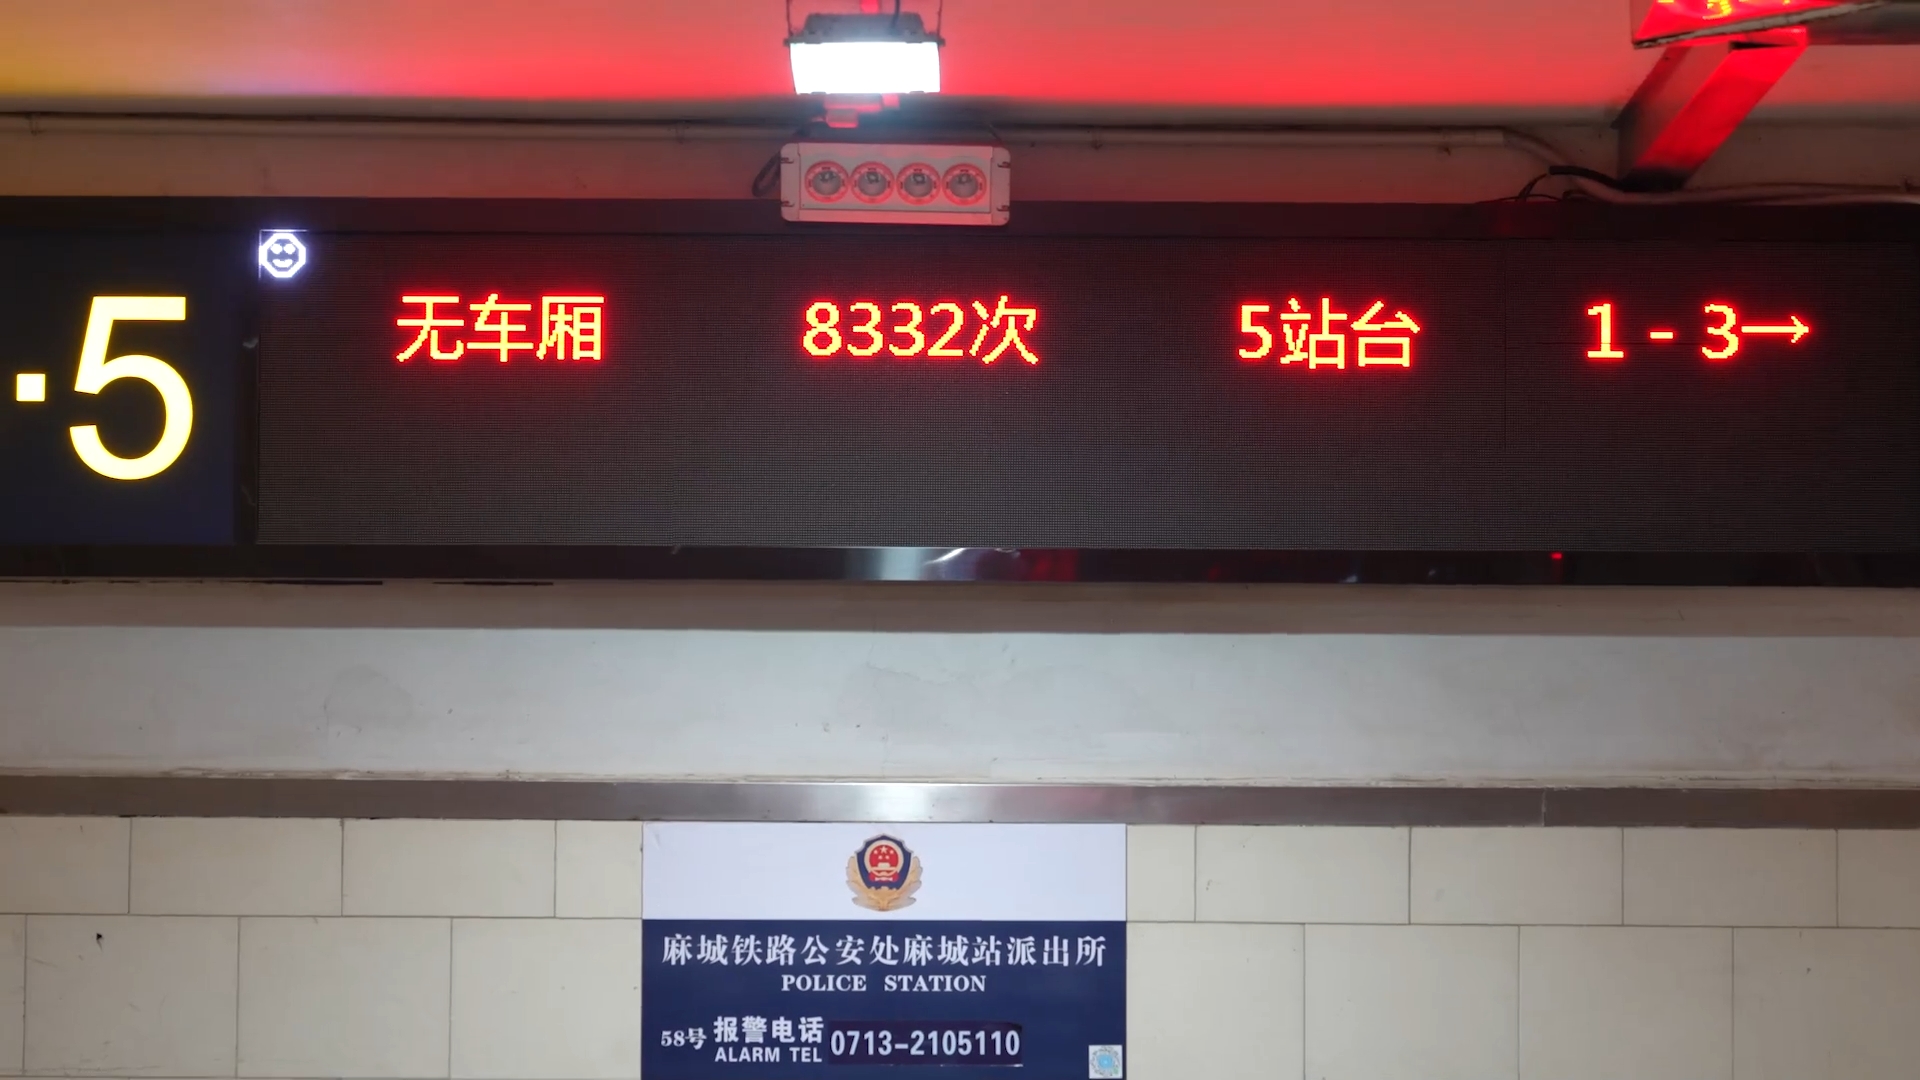 ·5
无车厢 8332次 5站台 1-3→
麻城铁路公安处麻城站派出所
POLICE STATION
58号 报警电话 0713-2105110
ALARM TEL